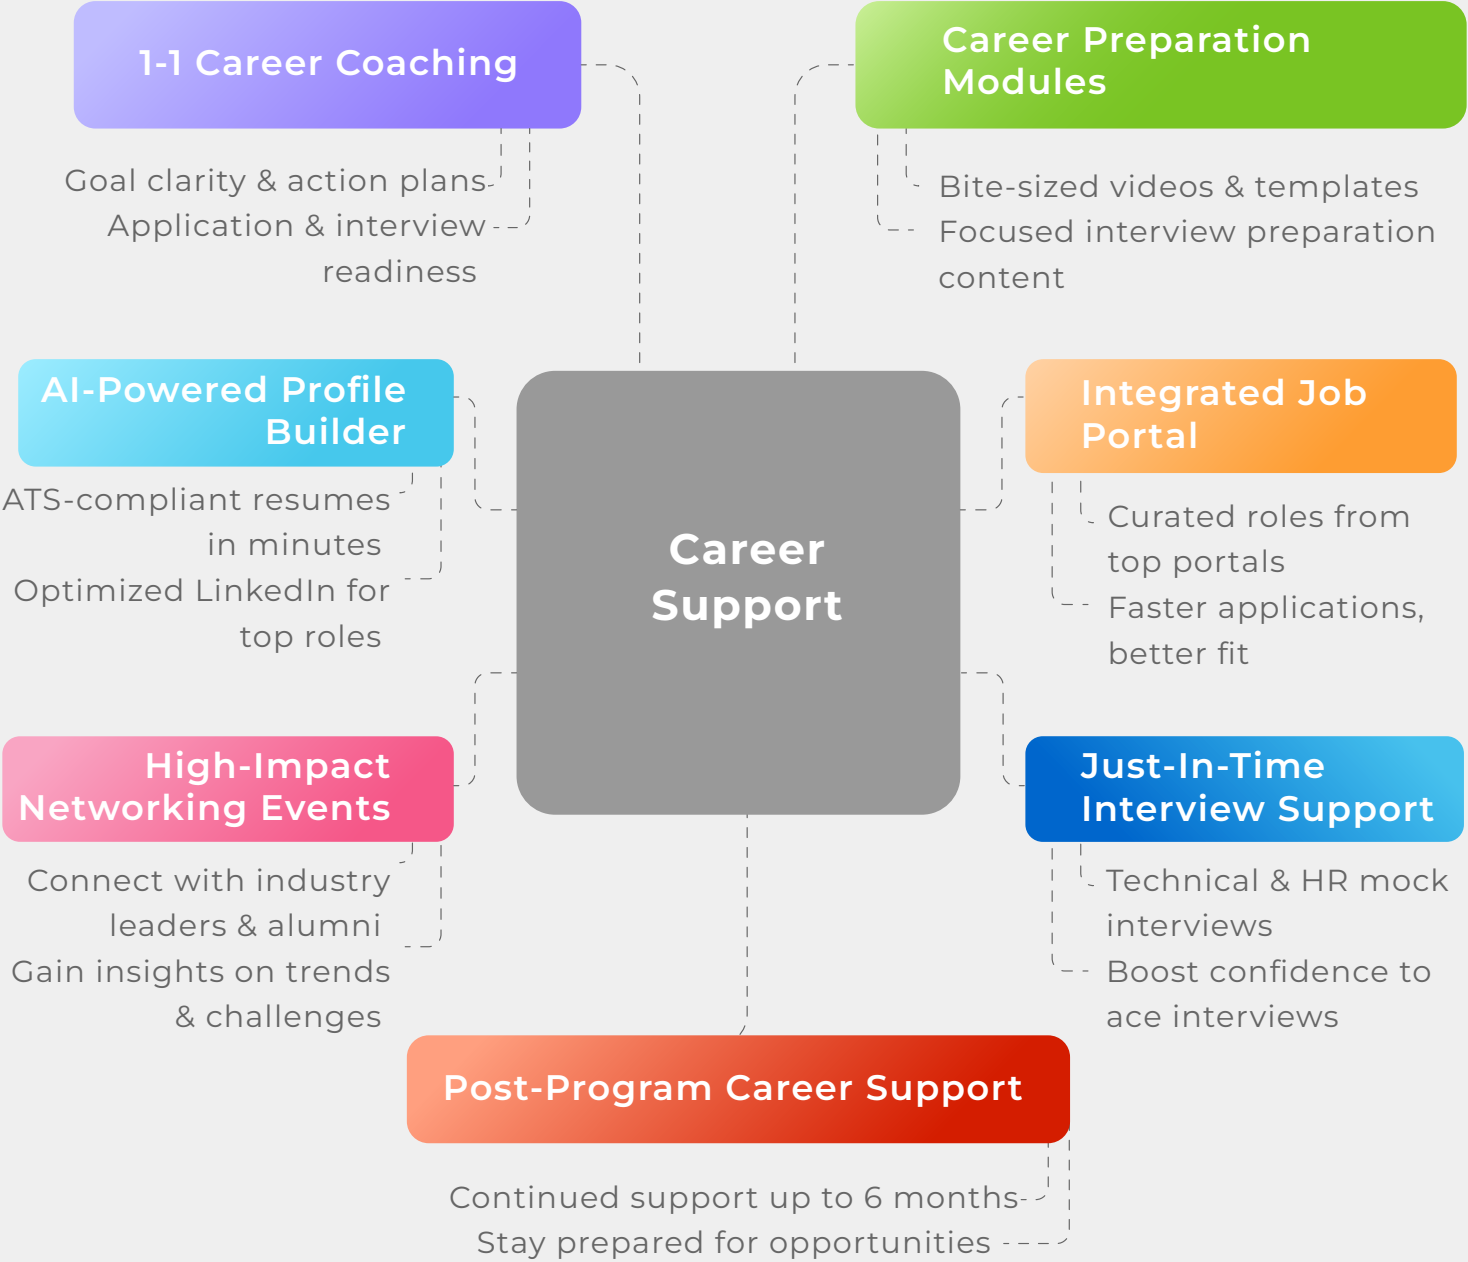 1-1 Career Coaching
Goal clarity & action plans
Application & interview
readiness
Career Preparation
Modules
Bite-sized videos & templates
Focused interview preparation
content
AI-Powered Profile
Builder
ATS-compliant resumes
in minutes
Optimized LinkedIn for
top roles
Career
Support
Integrated Job
Portal
Curated roles from
top portals
Faster applications,
better fit
High-Impact
Networking Events
Connect with industry
leaders & alumni
Gain insights on trends
& challenges
Just-In-Time
Interview Support
Technical & HR mock
interviews
Boost confidence to
ace interviews
Post-Program Career Support
Continued support up to 6 months
Stay prepared for opportunities